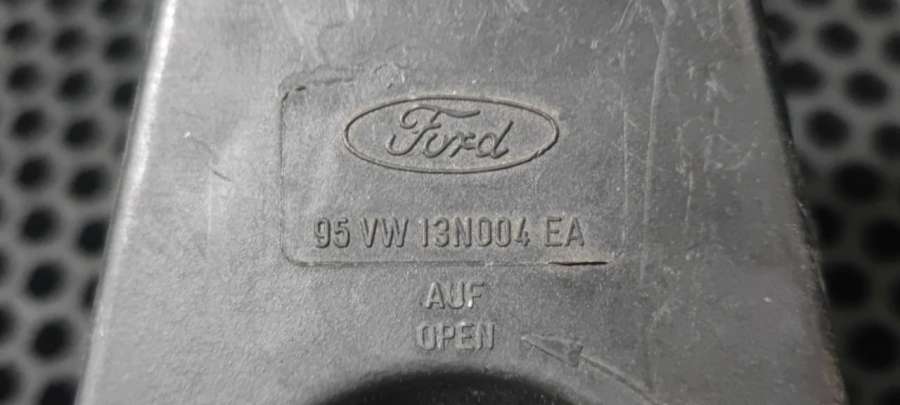 Ford
95 VW 13N004 EA
AUF
OPEN